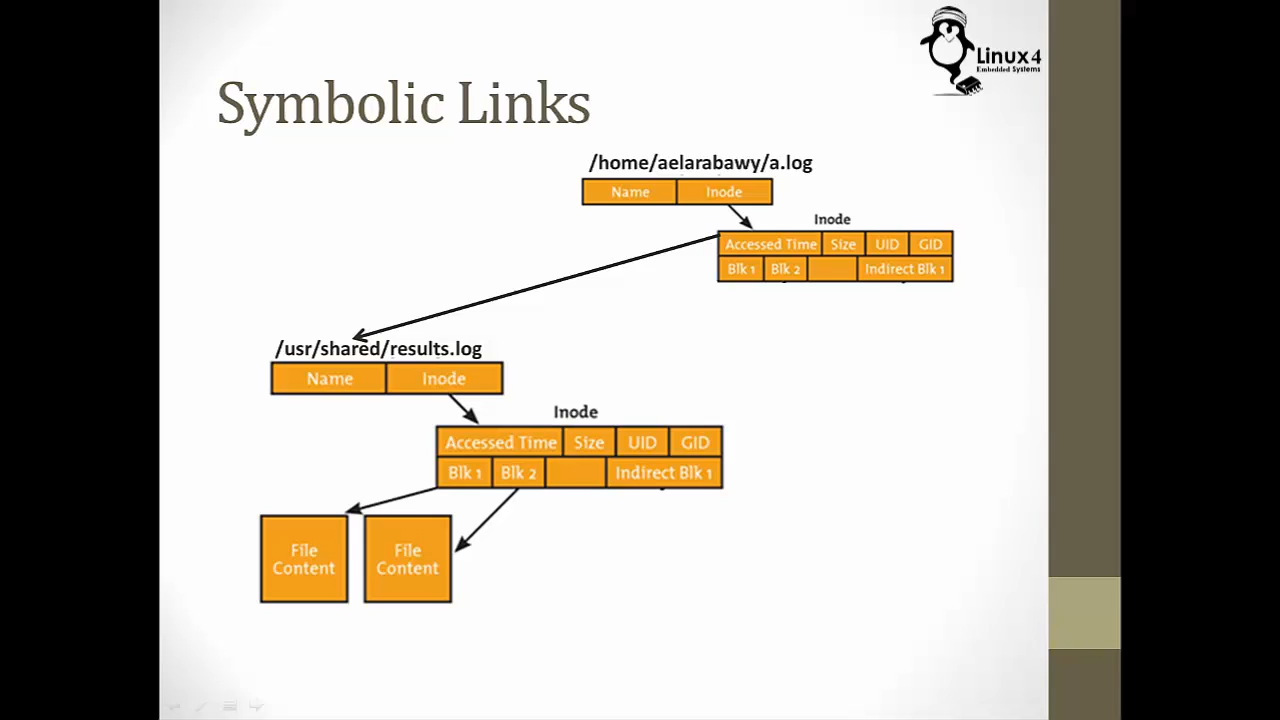 Linux4
Embedded Systems
Symbolic Links
/home/aelarabawy/a.log
Name Inode
Inode
Accessed Time Size UID GID
Blk 1 Blk 2 Indirect Blk 1
/usr/shared/results.log
Name Inode
Inode
Accessed Time Size UID GID
Blk 1 Blk 2 Indirect Blk 1
File Content
File Content